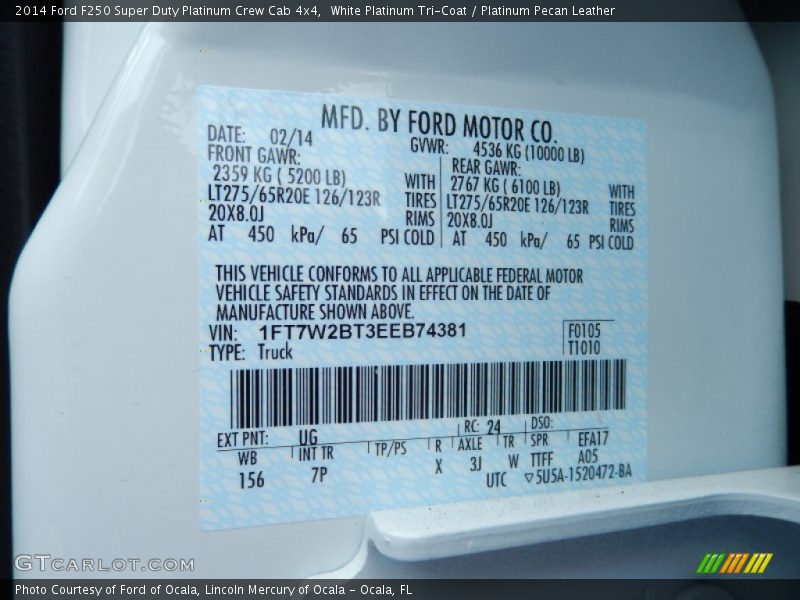 2014 Ford F250 Super Duty Platinum Crew Cab 4x4, White Platinum Tri-Coat / Platinum Pecan Leather
MFD. BY FORD MOTOR CO.
DATE: 02/14 GVWR: 4536 KG (10000 LB)
FRONT GAWR: REAR GAWR:
2359 KG ( 5200 LB) WITH 2767 KG ( 6100 LB) WITH
LT275/65R20E 126/123R TIRES LT275/65R20E 126/123R TIRES
20X8.0J RIMS 20X8.0J RIMS
AT 450 kPa/ 65 PSI COLD AT 450 kPa/ 65 PSI COLD
THIS VEHICLE CONFORMS TO ALL APPLICABLE FEDERAL MOTOR
VEHICLE SAFETY STANDARDS IN EFFECT ON THE DATE OF
MANUFACTURE SHOWN ABOVE.
VIN: 1FT7W2BT3EEB74381 F0105
TYPE: Truck T1010
EXT PNT: UG RC: 24 DSO:
WB INT TR TP/PS R AXLE TR SPR EFA17
156 7P X 3J W TTFF A05
UTC ▽5U5A-1520472-BA
GTCARLOT.COM
Photo Courtesy of Ford of Ocala, Lincoln Mercury of Ocala - Ocala, FL